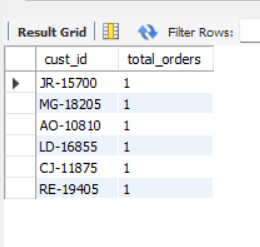 Result Grid Filter Rows:
cust_id total_orders
JR-15700 1
MG-18205 1
AO-10810 1
LD-16855 1
CJ-11875 1
RE-19405 1